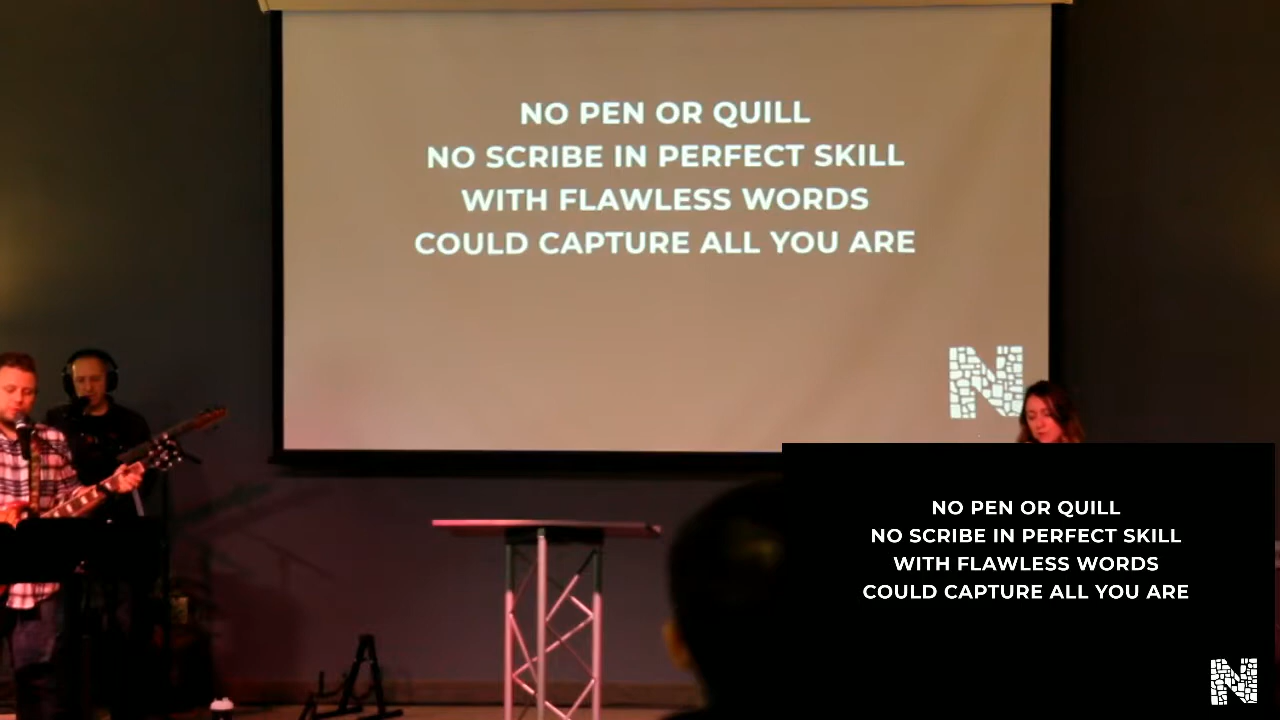 NO PEN OR QUILL
NO SCRIBE IN PERFECT SKILL
WITH FLAWLESS WORDS
COULD CAPTURE ALL YOU ARE
N
NO PEN OR QUILL
NO SCRIBE IN PERFECT SKILL
WITH FLAWLESS WORDS
COULD CAPTURE ALL YOU ARE
N